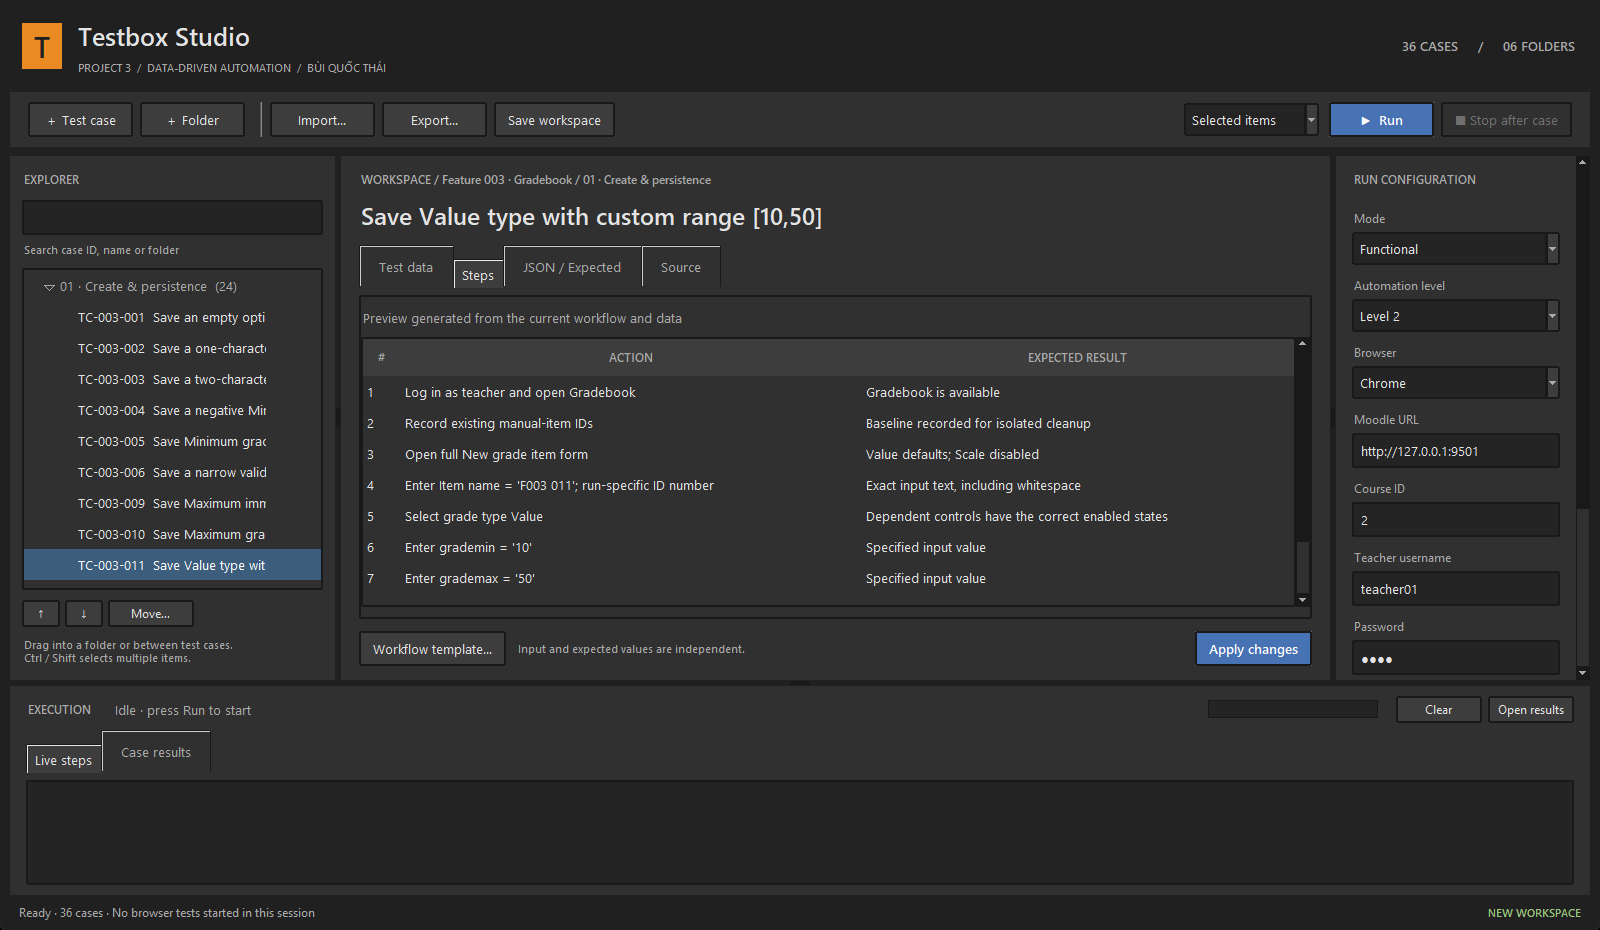 T
Testbox Studio
PROJECT 3 / DATA-DRIVEN AUTOMATION / BÙI QUỐC THÁI
36 CASES / 06 FOLDERS
+ Test case
+ Folder
Import...
Export...
Save workspace
Selected items
► Run
■ Stop after case
EXPLORER
Search case ID, name or folder
01 · Create & persistence (24)
TC-003-001 Save an empty opti
TC-003-002 Save a one-characte
TC-003-003 Save a two-characte
TC-003-004 Save a negative Min
TC-003-005 Save Minimum grad
TC-003-006 Save a narrow valid
TC-003-009 Save Maximum imm
TC-003-010 Save Maximum gra
TC-003-011 Save Value type wit
↑
↓
Move...
Drag into a folder or between test cases.
Ctrl / Shift selects multiple items.
WORKSPACE / Feature 003 · Gradebook / 01 · Create & persistence
Save Value type with custom range [10,50]
Test data
Steps
JSON / Expected
Source
Preview generated from the current workflow and data
# ACTION EXPECTED RESULT
1 Log in as teacher and open Gradebook Gradebook is available
2 Record existing manual-item IDs Baseline recorded for isolated cleanup
3 Open full New grade item form Value defaults; Scale disabled
4 Enter Item name = 'F003 011'; run-specific ID number Exact input text, including whitespace
5 Select grade type Value Dependent controls have the correct enabled states
6 Enter grademin = '10' Specified input value
7 Enter grademax = '50' Specified input value
Workflow template...
Input and expected values are independent.
Apply changes
RUN CONFIGURATION
Mode
Functional
Automation level
Level 2
Browser
Chrome
Moodle URL
http://127.0.0.1:9501
Course ID
2
Teacher username
teacher01
Password
●●●●
EXECUTION
Idle · press Run to start
Clear
Open results
Live steps
Case results
Ready · 36 cases · No browser tests started in this session
NEW WORKSPACE